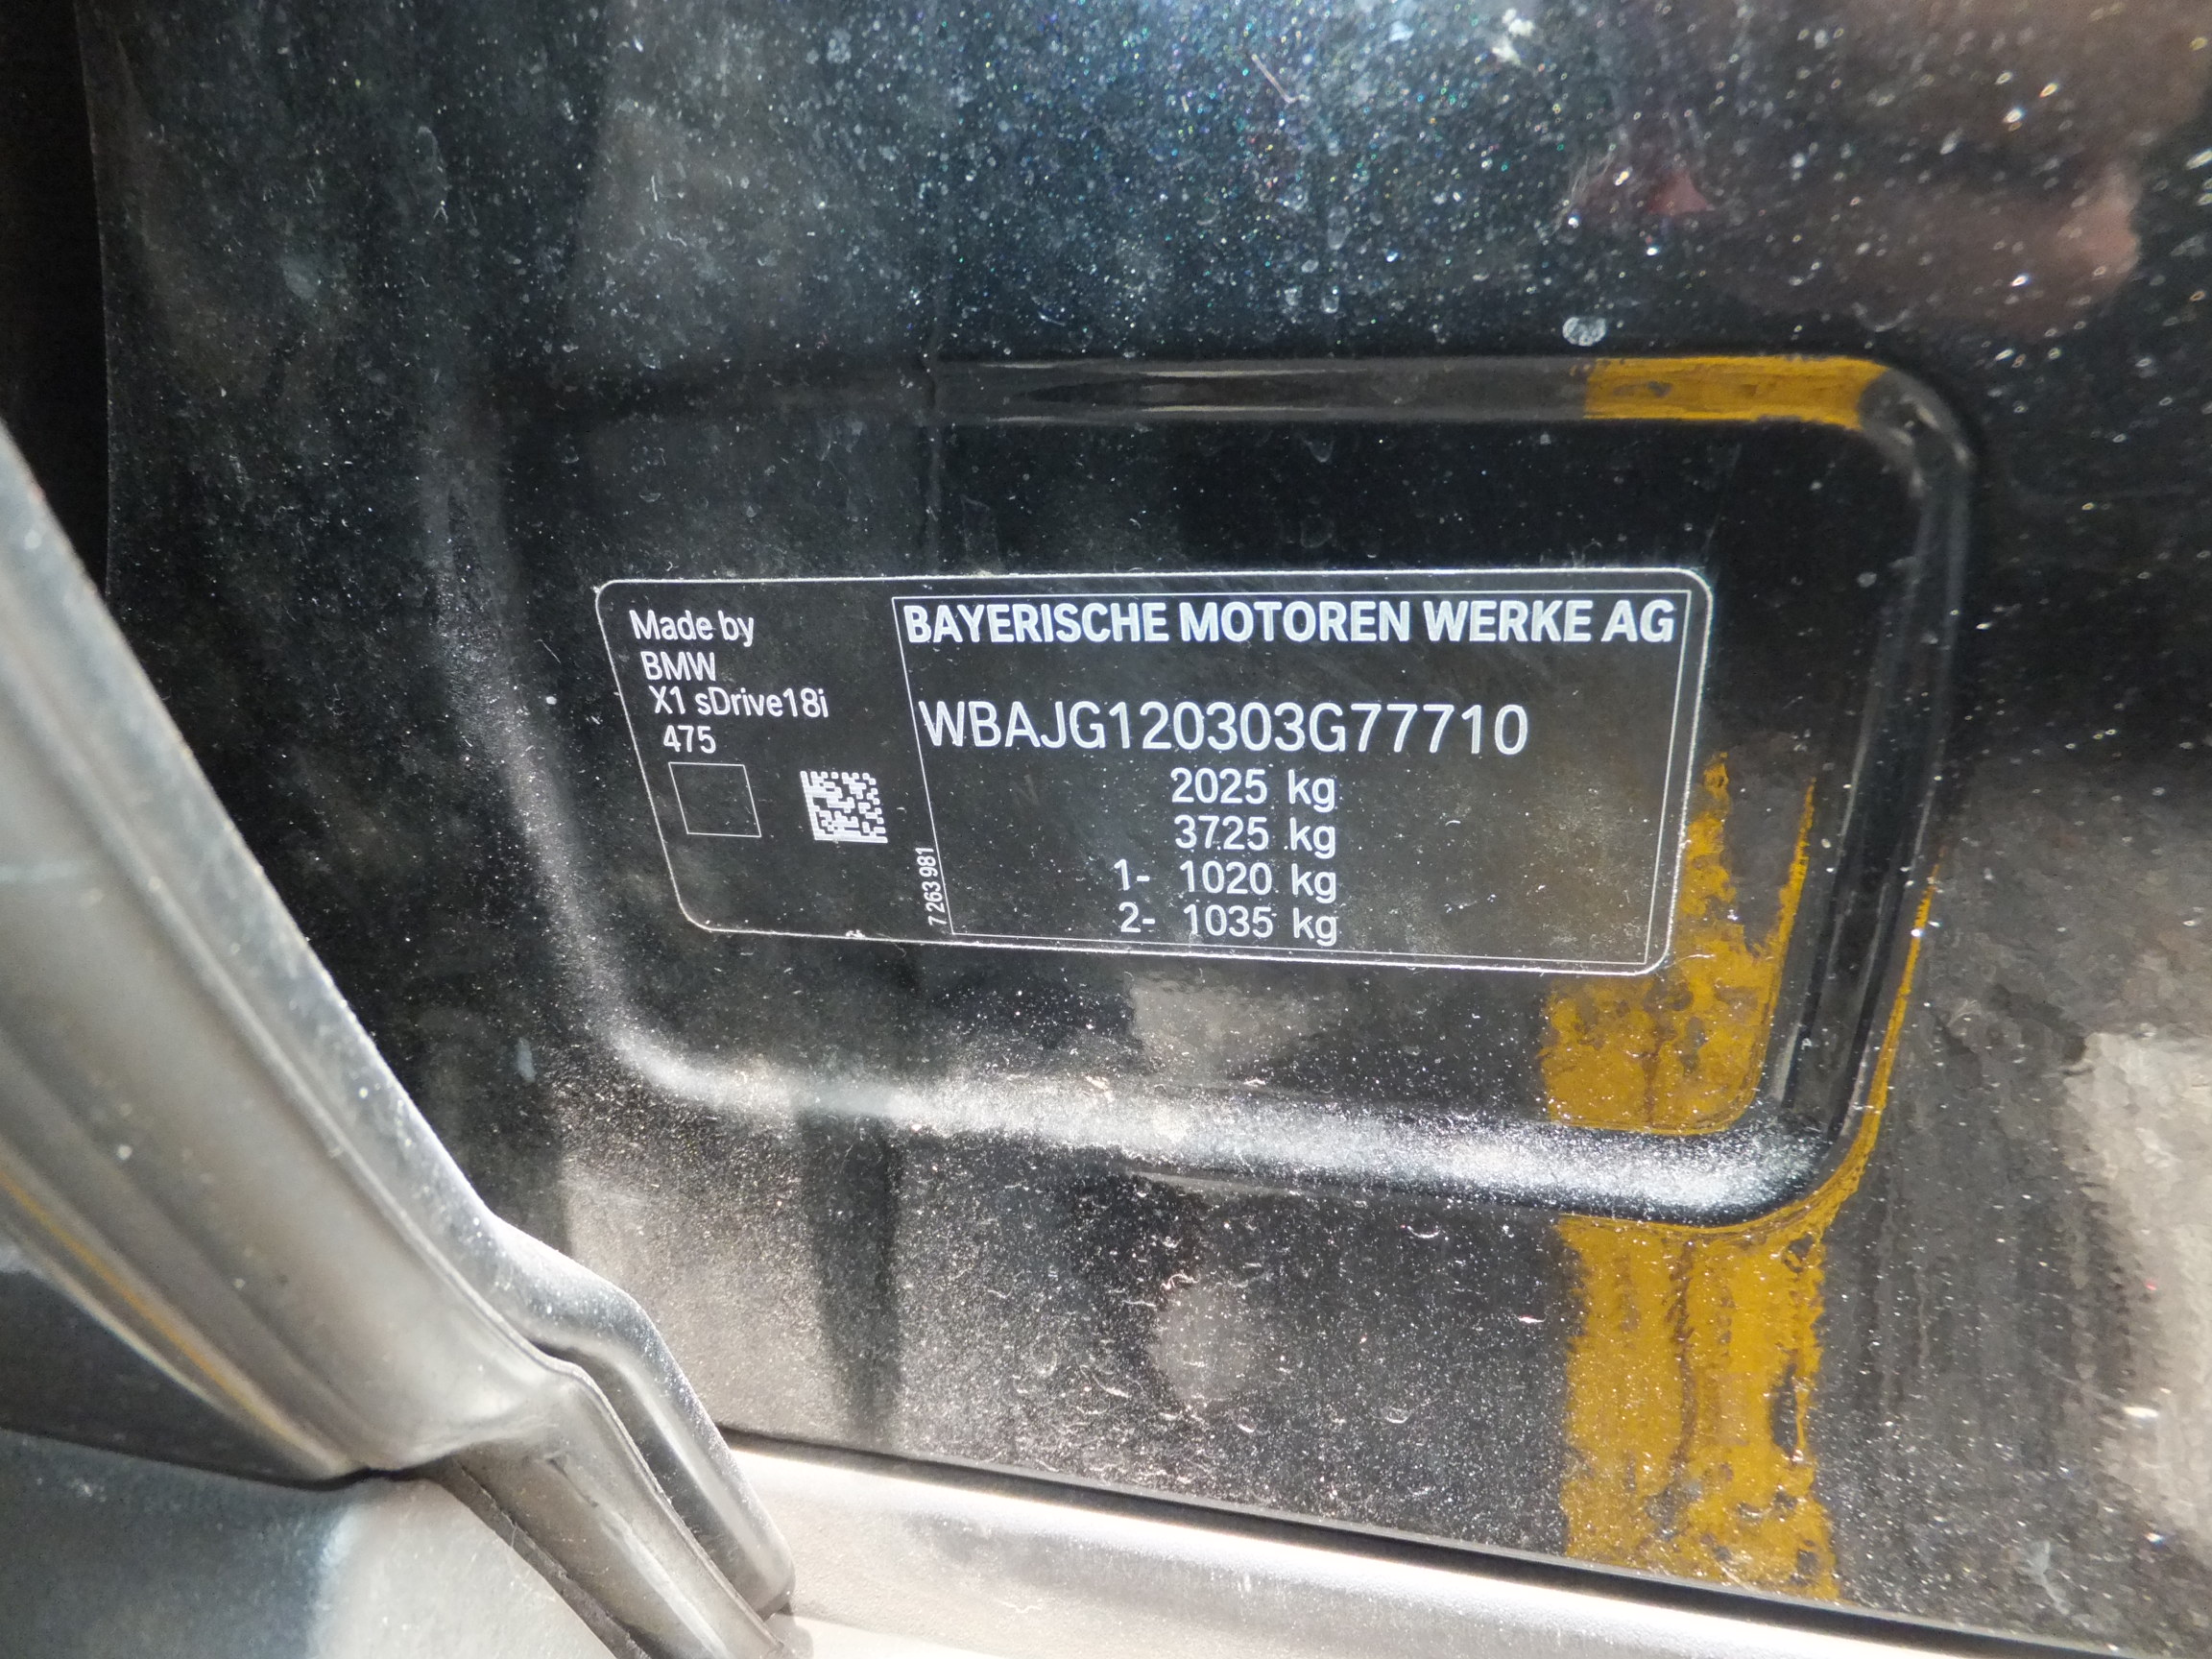 Made by
BMW
X1 sDrive18i
475
7 263 981
BAYERISCHE MOTOREN WERKE AG
WBAJG120303G77710
2025 kg
3725 kg
1- 1020 kg
2- 1035 kg